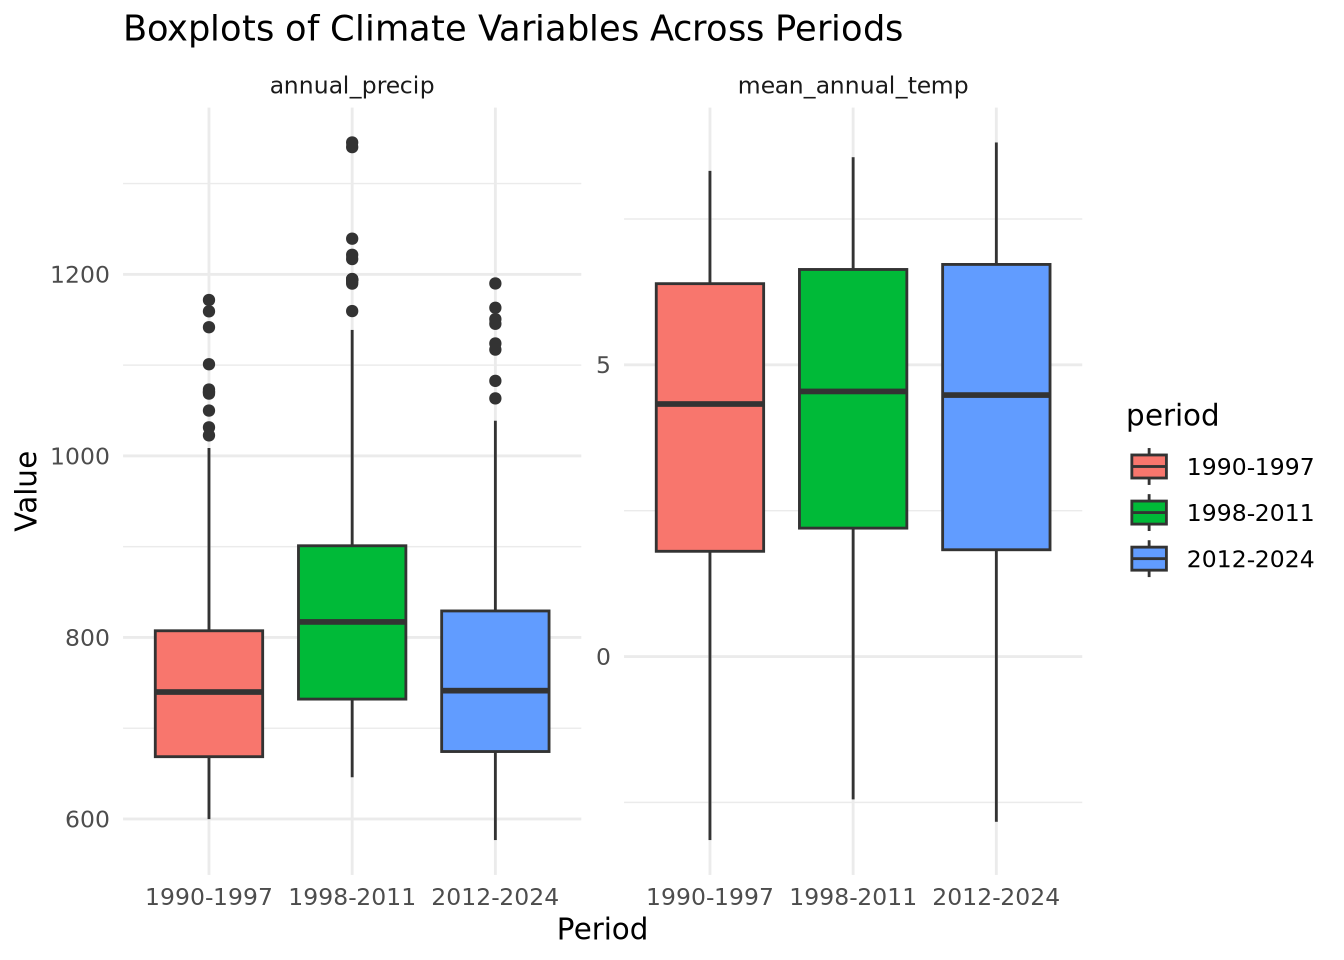 Boxplots of Climate Variables Across Periods
annual_precip
mean_annual_temp
Value
1200
1000
800
600
5
0
1990-1997
1998-2011
2012-2024
1990-1997
1998-2011
2012-2024
Period
period
1990-1997
1998-2011
2012-2024